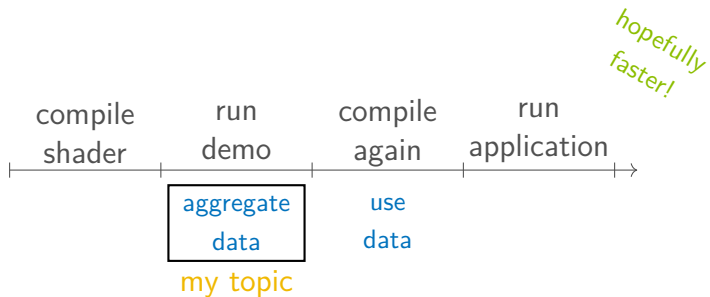 hopefully
faster!
compile
shader
run
demo
compile
again
run
application
aggregate
data
use
data
my topic